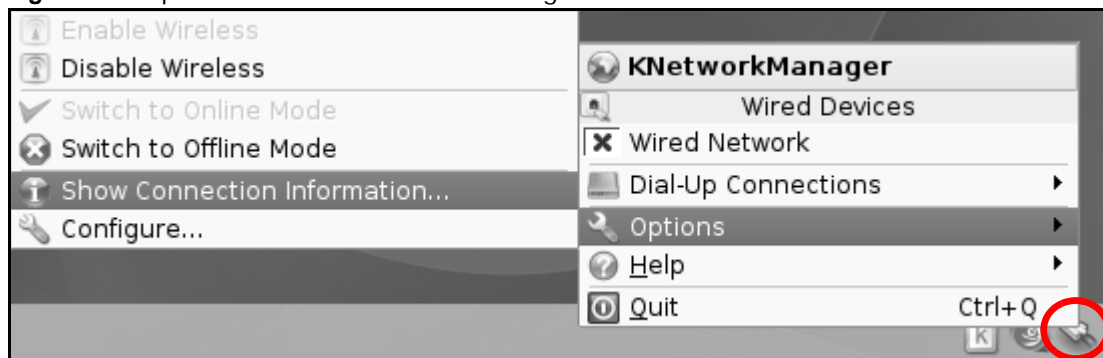 Enable Wireless
Disable Wireless
Switch to Online Mode
Switch to Offline Mode
Show Connection Information...
Configure...
KNetworkManager
Wired Devices
Wired Network
Dial-Up Connections
Options
Help
Quit Ctrl+Q
K